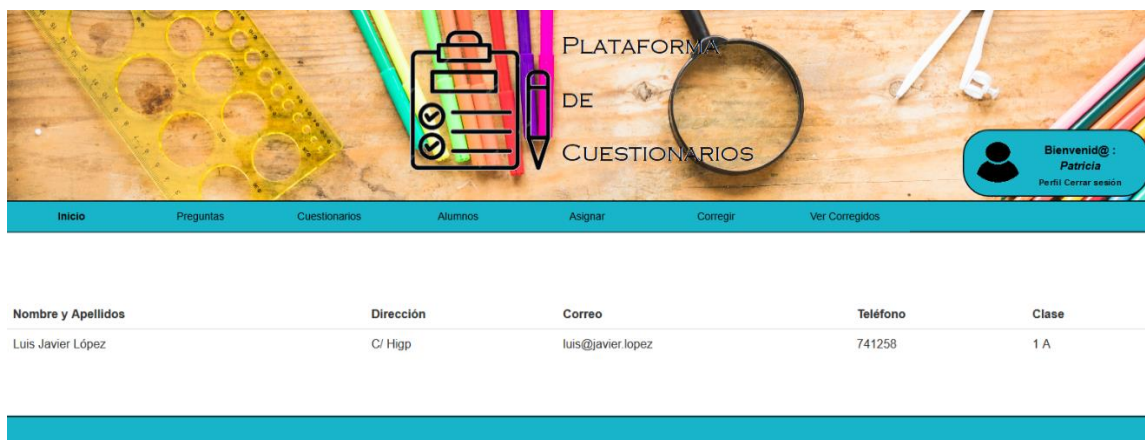 PLATAFORMA
DE
CUESTIONARIOS
Bienvenid@ :
Patricia
Perfil Cerrar sesión
Inicio Preguntas Cuestionarios Alumnos Asignar Corregir Ver Corregidos
Nombre y Apellidos Dirección Correo Teléfono Clase
Luis Javier López C/ Higp luis@javier.lopez 741258 1 A